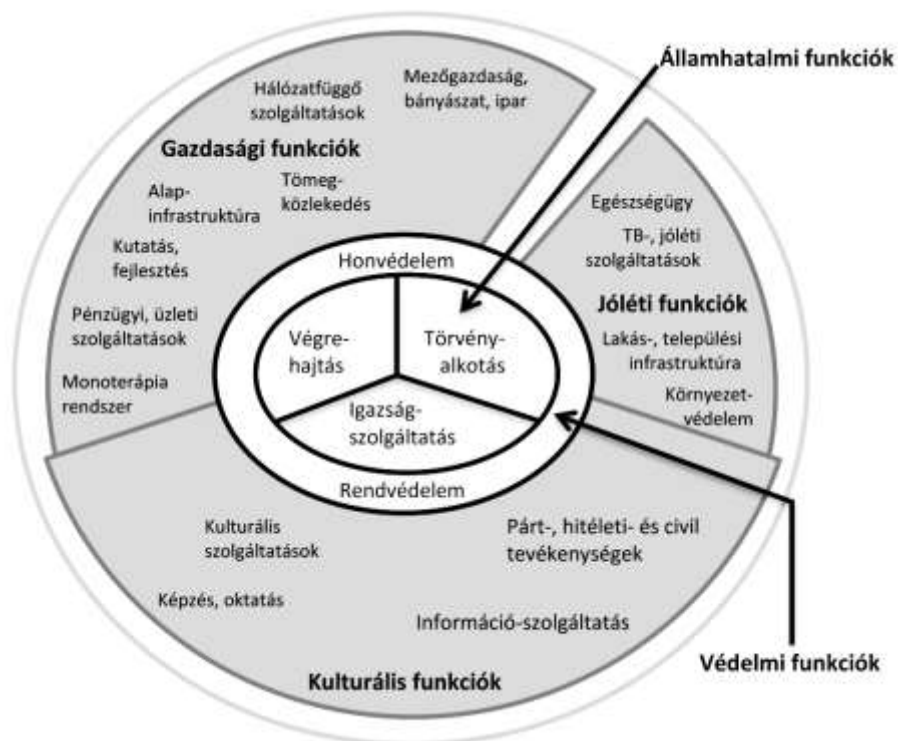 Államhatalmi funkciók
Hálózatfüggő
szolgáltatások
Mezőgazdaság,
bányászat, ipar
Gazdasági funkciók
Alap-
infrastruktúra
Tömeg-
közlekedés
Kutatás,
fejlesztés
Pénzügyi, üzleti
szolgáltatások
Monoterápia
rendszer
Egészségügy
TB-, jóléti
szolgáltatások
Jóléti funkciók
Lakás-, települési
infrastruktúra
Környezet-
védelem
Honvédelem
Végre-
hajtás
Törvény-
alkotás
Igazság-
szolgáltatás
Rendvédelem
Kulturális
szolgáltatások
Párt-, hitéleti- és civil
tevékenységek
Képzés, oktatás
Információ-szolgáltatás
Kulturális funkciók
Védelmi funkciók